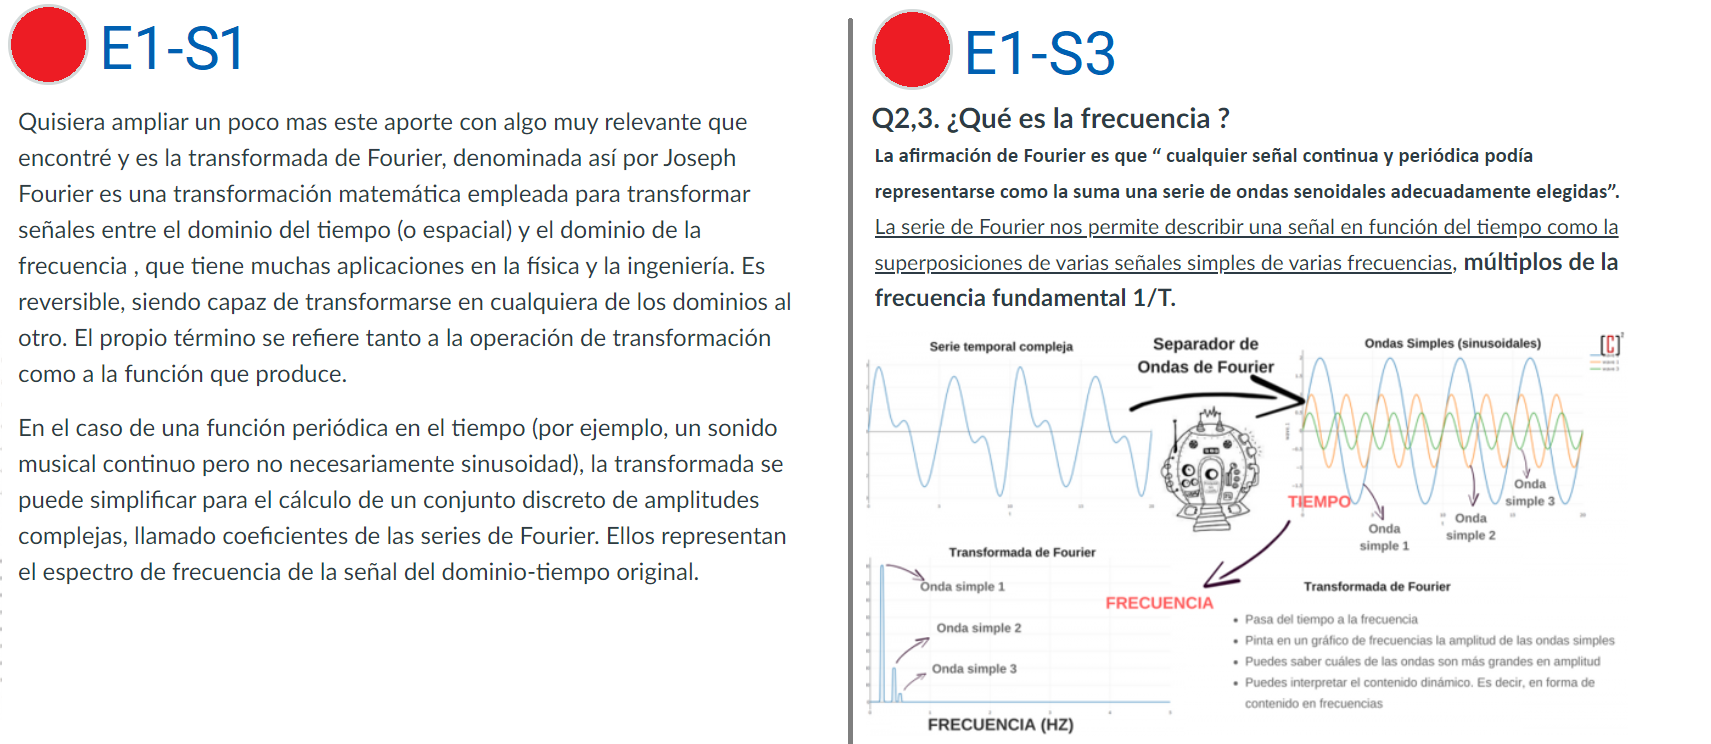 E1-S1
Quisiera ampliar un poco mas este aporte con algo muy relevante que
encontré y es la transformada de Fourier, denominada así por Joseph
Fourier es una transformación matemática empleada para transformar
señales entre el dominio del tiempo (o espacial) y el dominio de la
frecuencia , que tiene muchas aplicaciones en la física y la ingeniería. Es
reversible, siendo capaz de transformarse en cualquiera de los dominios al
otro. El propio término se refiere tanto a la operación de transformación
como a la función que produce.
En el caso de una función periódica en el tiempo (por ejemplo, un sonido
musical continuo pero no necesariamente sinusoidad), la transformada se
puede simplificar para el cálculo de un conjunto discreto de amplitudes
complejas, llamado coeficientes de las series de Fourier. Ellos representan
el espectro de frecuencia de la señal del dominio-tiempo original.
E1-S3
Q2,3. ¿Qué es la frecuencia ?
La afirmación de Fourier es que “ cualquier señal continua y periódica podía
representarse como la suma una serie de ondas senoidales adecuadamente elegidas”.
La serie de Fourier nos permite describir una señal en función del tiempo como la
superposiciones de varias señales simples de varias frecuencias, múltiplos de la
frecuencia fundamental 1/T.
Serie temporal compleja
Separador de
Ondas de Fourier
Ondas Simples (sinusoidales)
[C]
TIEMPO
Onda
simple 1
Onda
simple 2
Onda
simple 3
Transformada de Fourier
Onda simple 1
Onda simple 2
Onda simple 3
FRECUENCIA
FRECUENCIA (HZ)
Transformada de Fourier
• Pasa del tiempo a la frecuencia
• Pinta en un gráfico de frecuencias la amplitud de las ondas simples
• Puedes saber cuáles de las ondas son más grandes en amplitud
• Puedes interpretar el contenido dinámico. Es decir, en forma de
contenido en frecuencias